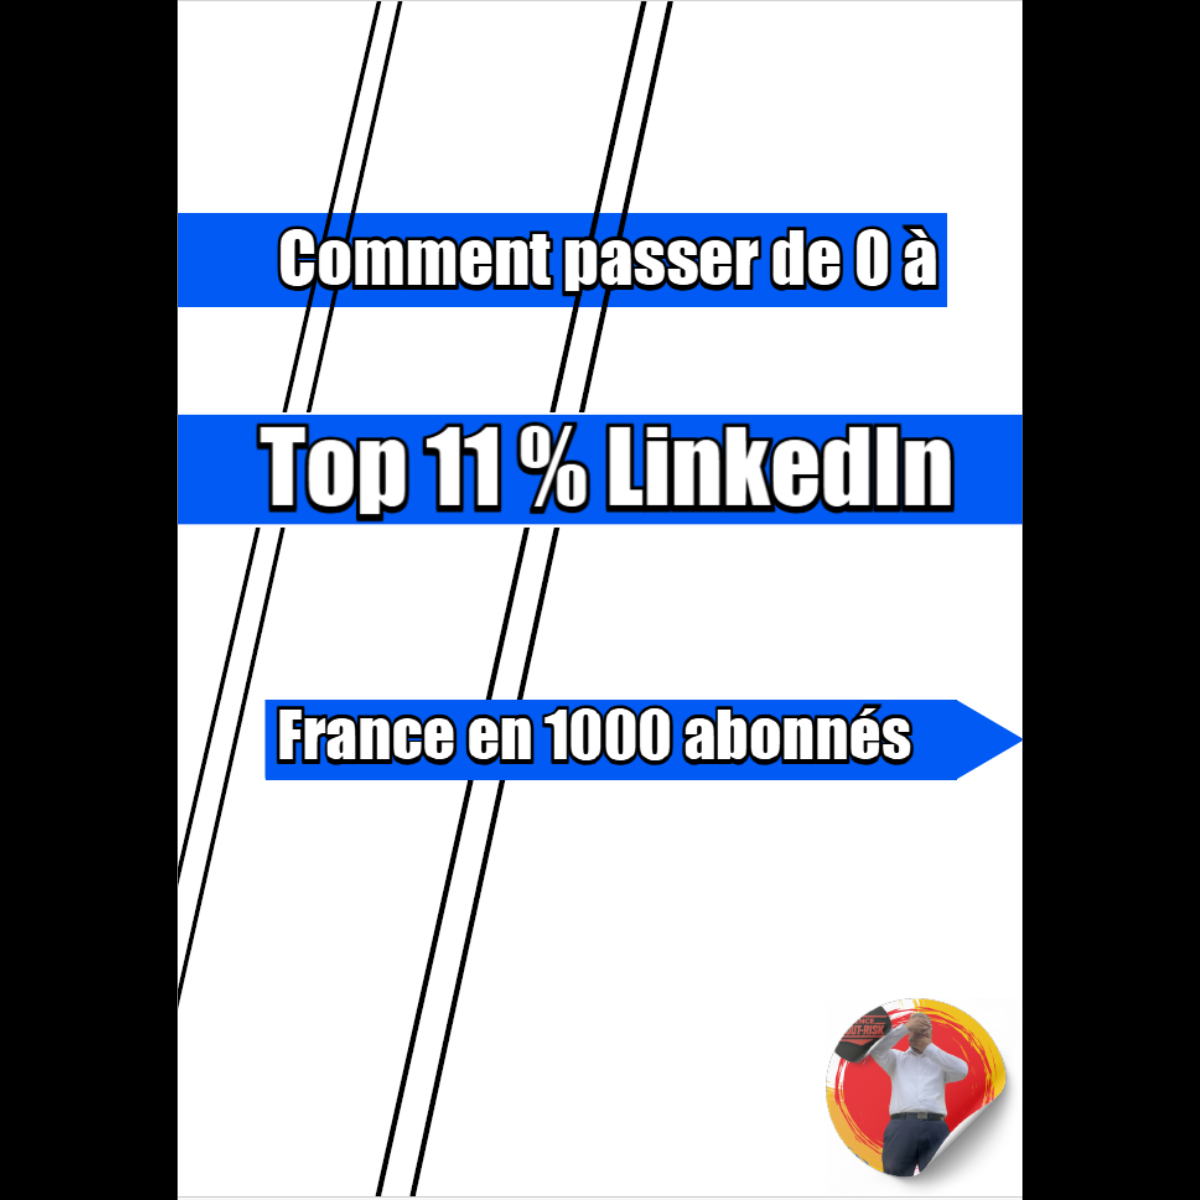 Comment passer de 0 à
Top 11 % LinkedIn
France en 1000 abonnés